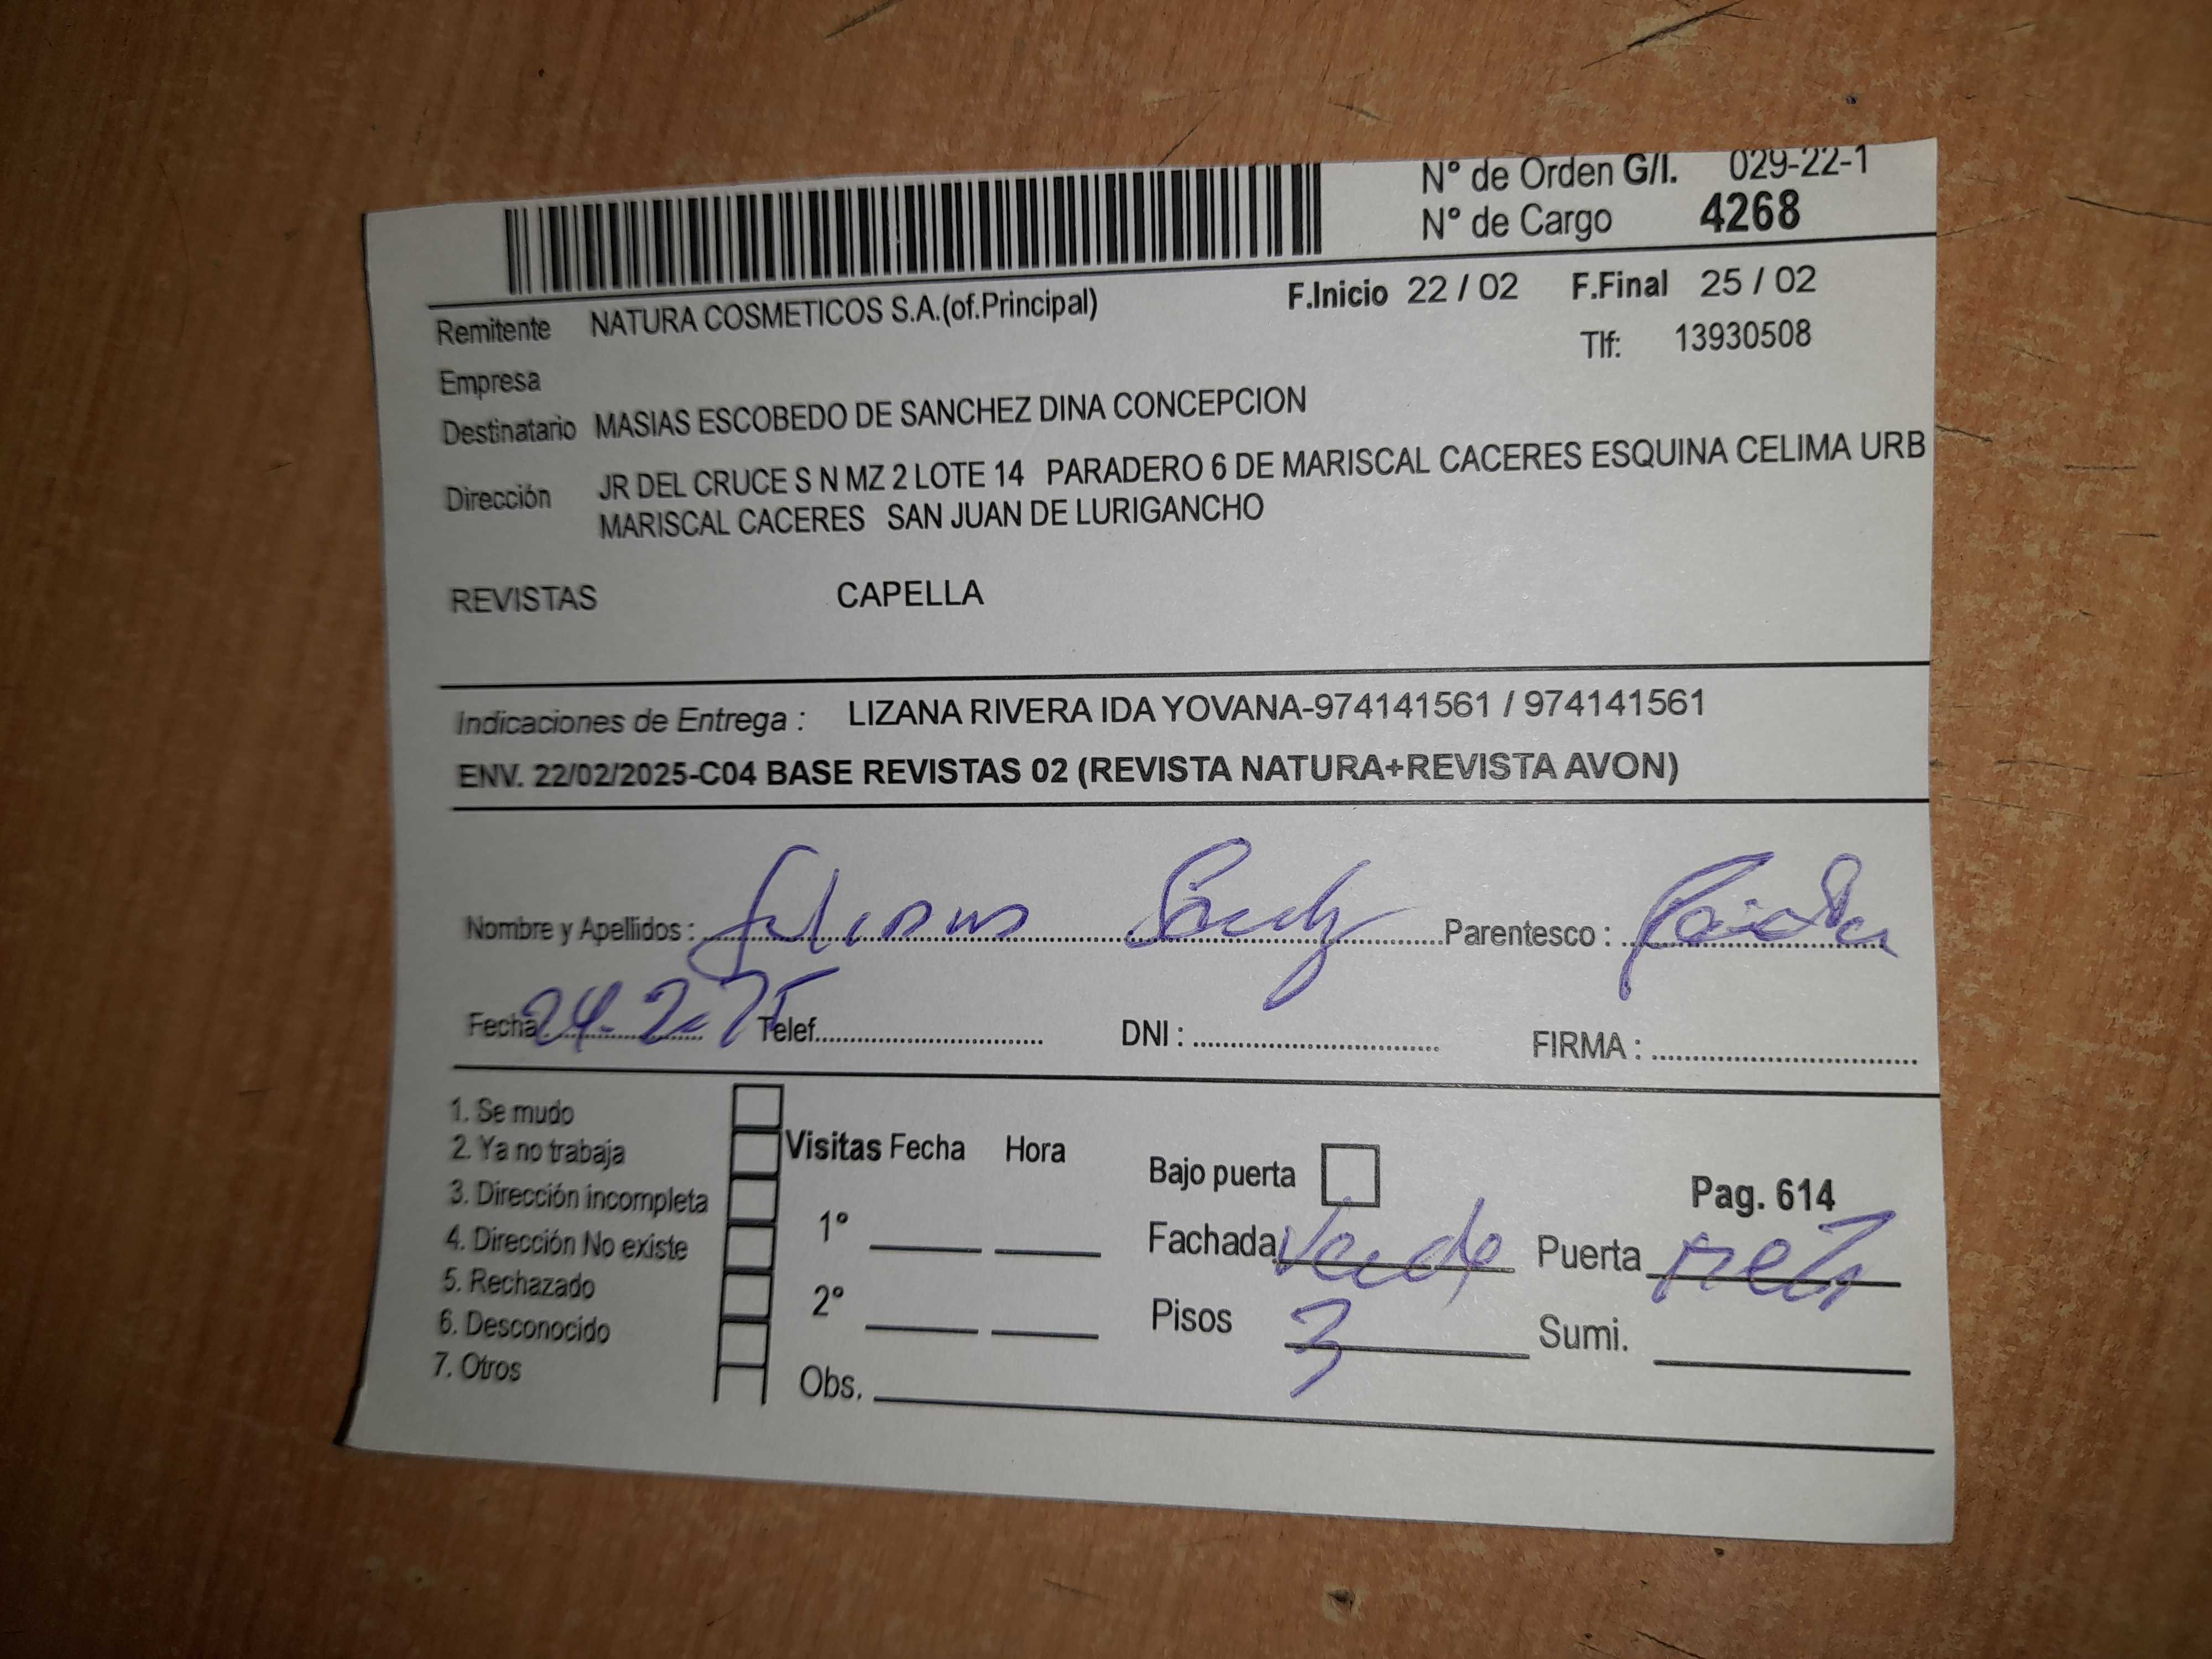 N° de Orden G/I. 029-22-1
N° de Cargo 4268
Remitente NATURA COSMETICOS S.A.(of.Principal) F.Inicio 22 / 02 F.Final 25 / 02
Tlf: 13930508
Empresa
Destinatario MASIAS ESCOBEDO DE SANCHEZ DINA CONCEPCION
Dirección JR DEL CRUCE S N MZ 2 LOTE 14 PARADERO 6 DE MARISCAL CACERES ESQUINA CELIMA URB
MARISCAL CACERES SAN JUAN DE LURIGANCHO
REVISTAS CAPELLA
Indicaciones de Entrega : LIZANA RIVERA IDA YOVANA-974141561 / 974141561
ENV. 22/02/2025-C04 BASE REVISTAS 02 (REVISTA NATURA+REVISTA AVON)
Nombre y Apellidos : Parentesco :
Fecha 24-2-25 Telef. DNI : FIRMA :
1. Se mudo
2. Ya no trabaja
3. Dirección incompleta
4. Dirección No existe
5. Rechazado
6. Desconocido
7. Otros
Visitas Fecha Hora
1°
2°
Obs.
Bajo puerta
Pag. 614
Fachada Verde Puerta
Pisos 3 Sumi.